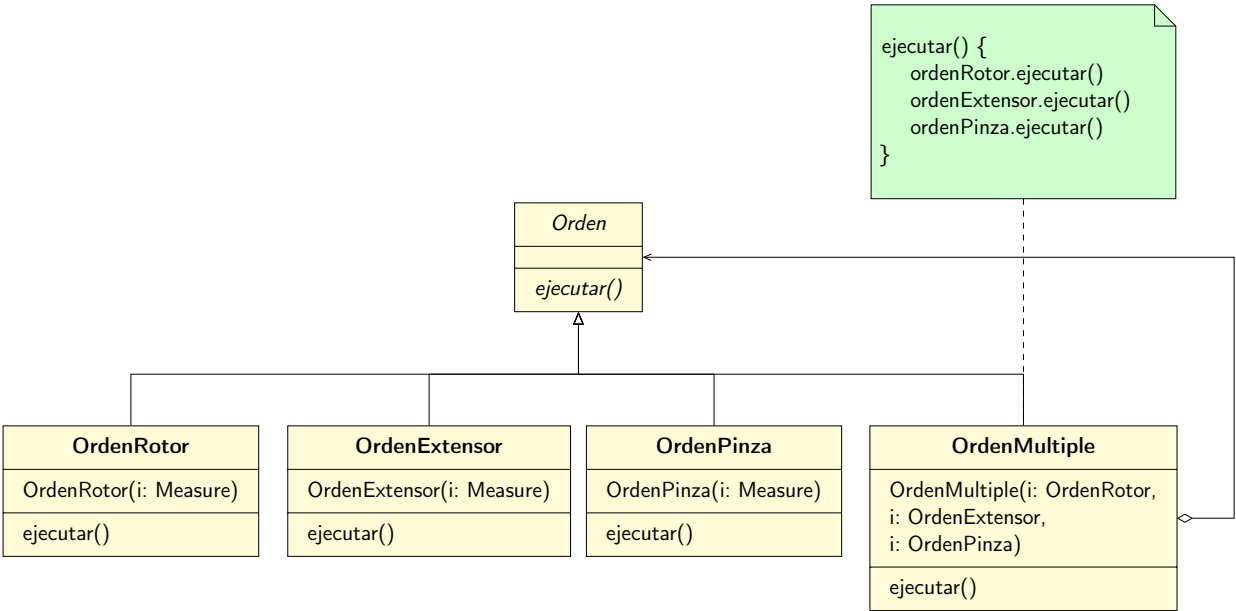 ejecutar() {
ordenRotor.ejecutar()
ordenExtensor.ejecutar()
ordenPinza.ejecutar()
}
Orden
ejecutar()
OrdenRotor
OrdenRotor(i: Measure)
ejecutar()
OrdenExtensor
OrdenExtensor(i: Measure)
ejecutar()
OrdenPinza
OrdenPinza(i: Measure)
ejecutar()
OrdenMultiple
OrdenMultiple(i: OrdenRotor,
i: OrdenExtensor,
i: OrdenPinza)
ejecutar()